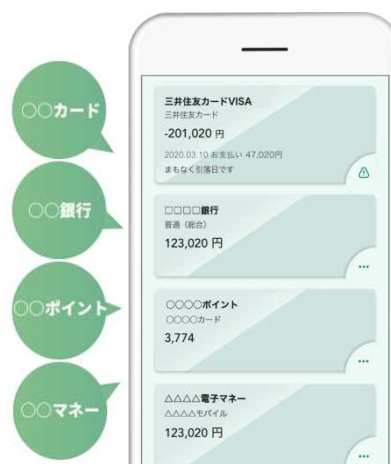 ○○カード
○○銀行
○○ポイント
○○マネー
三井住友カードVISA
三井住友カード
-201,020 円
2020.03.10 お支払い 47,020円
まもなく引落日です
□□□□銀行
普通（総合）
123,020 円
○○○○ポイント
○○○○カード
3,774
△△△△電子マネー
△△△△モバイル
123,020 円